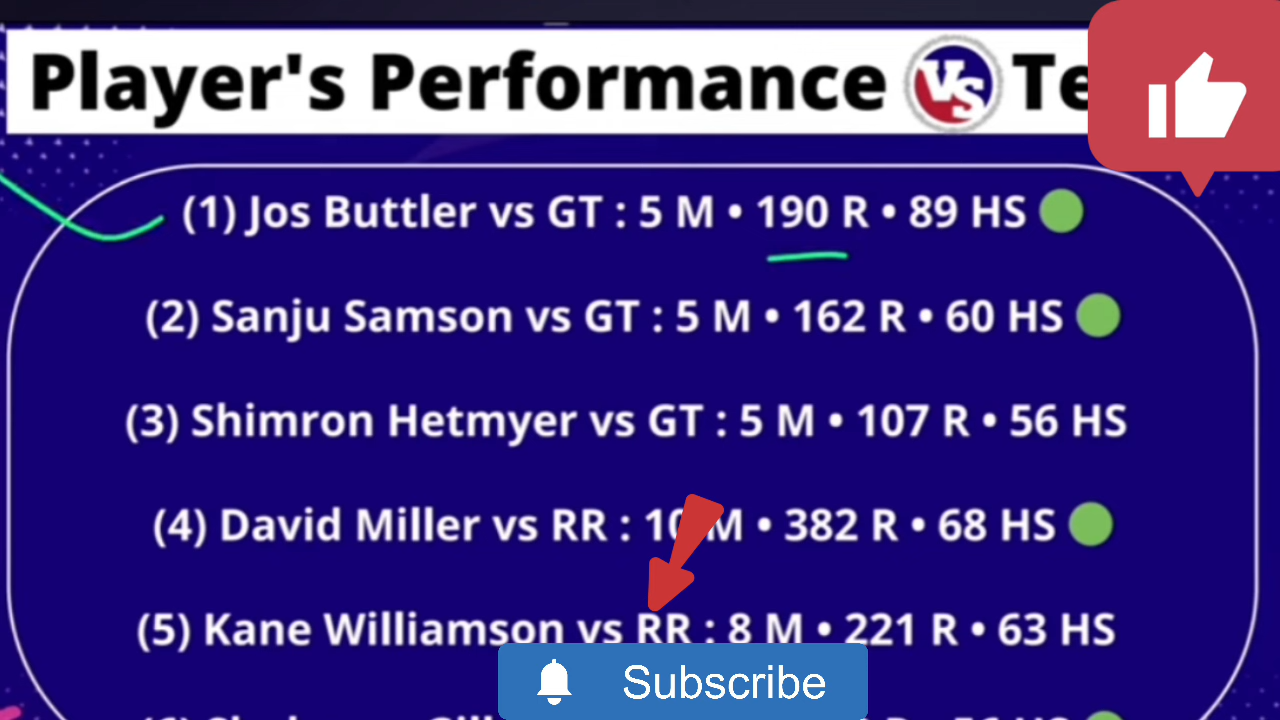 Player's Performance VS Te
(1) Jos Buttler vs GT : 5 M • 190 R • 89 HS
(2) Sanju Samson vs GT : 5 M • 162 R • 60 HS
(3) Shimron Hetmyer vs GT : 5 M • 107 R • 56 HS
(4) David Miller vs RR : 10 M • 382 R • 68 HS
(5) Kane Williamson vs RR : 8 M • 221 R • 63 HS
Subscribe